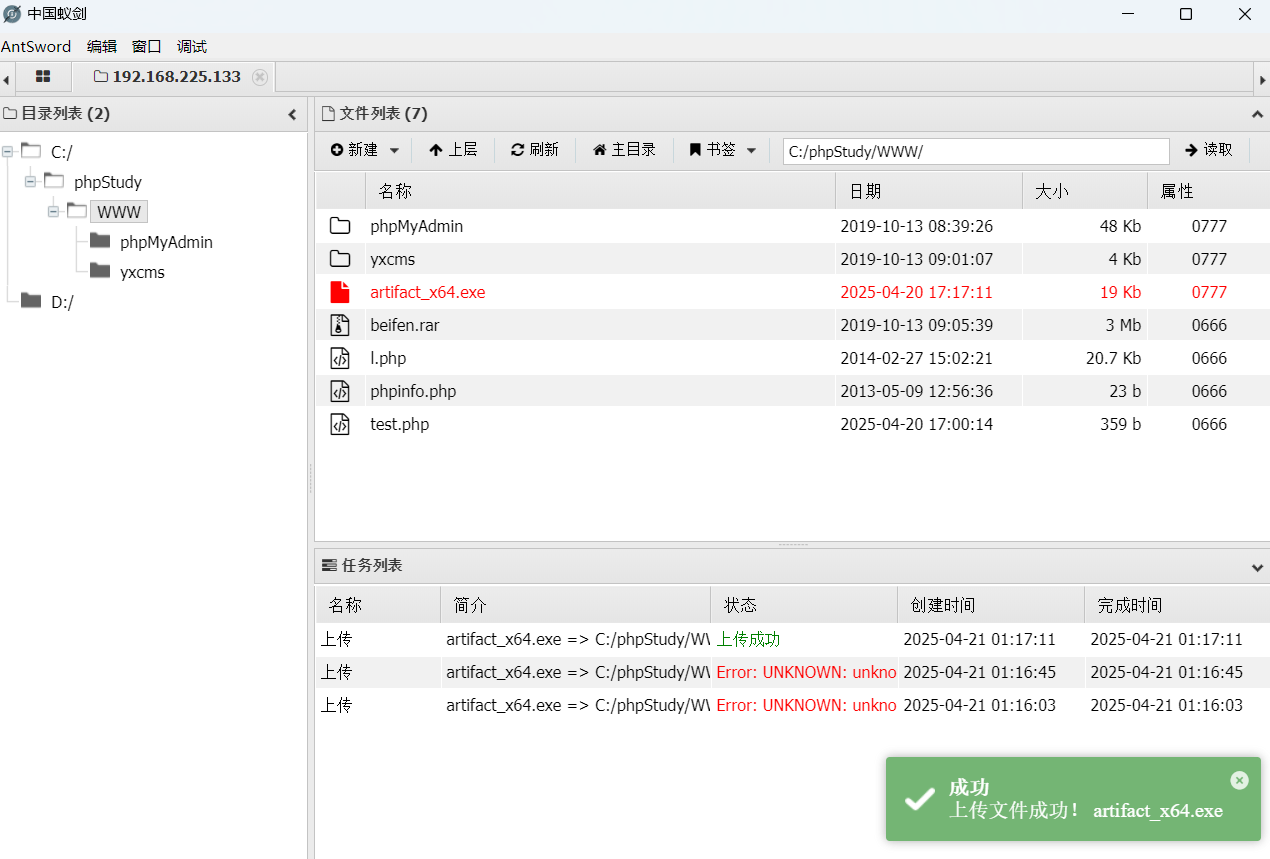 中国蚁剑
AntSword 编辑 窗口 调试
192.168.225.133
目录列表 (2)
C:/
phpStudy
WWW
phpMyAdmin
yxcms
D:/
文件列表 (7)
新建 上层 刷新 主目录 书签 C:/phpStudy/WWW/ 读取
名称 日期 大小 属性
phpMyAdmin 2019-10-13 08:39:26 48 Kb 0777
yxcms 2019-10-13 09:01:07 4 Kb 0777
artifact_x64.exe 2025-04-20 17:17:11 19 Kb 0777
beifen.rar 2019-10-13 09:05:39 3 Mb 0666
l.php 2014-02-27 15:02:21 20.7 Kb 0666
phpinfo.php 2013-05-09 12:56:36 23 b 0666
test.php 2025-04-20 17:00:14 359 b 0666
任务列表
名称 简介 状态 创建时间 完成时间
上传 artifact_x64.exe => C:/phpStudy/W 上传成功 2025-04-21 01:17:11 2025-04-21 01:17:11
上传 artifact_x64.exe => C:/phpStudy/W Error: UNKNOWN: unkno 2025-04-21 01:16:45 2025-04-21 01:16:45
上传 artifact_x64.exe => C:/phpStudy/W Error: UNKNOWN: unkno 2025-04-21 01:16:03 2025-04-21 01:16:03
成功
上传文件成功! artifact_x64.exe